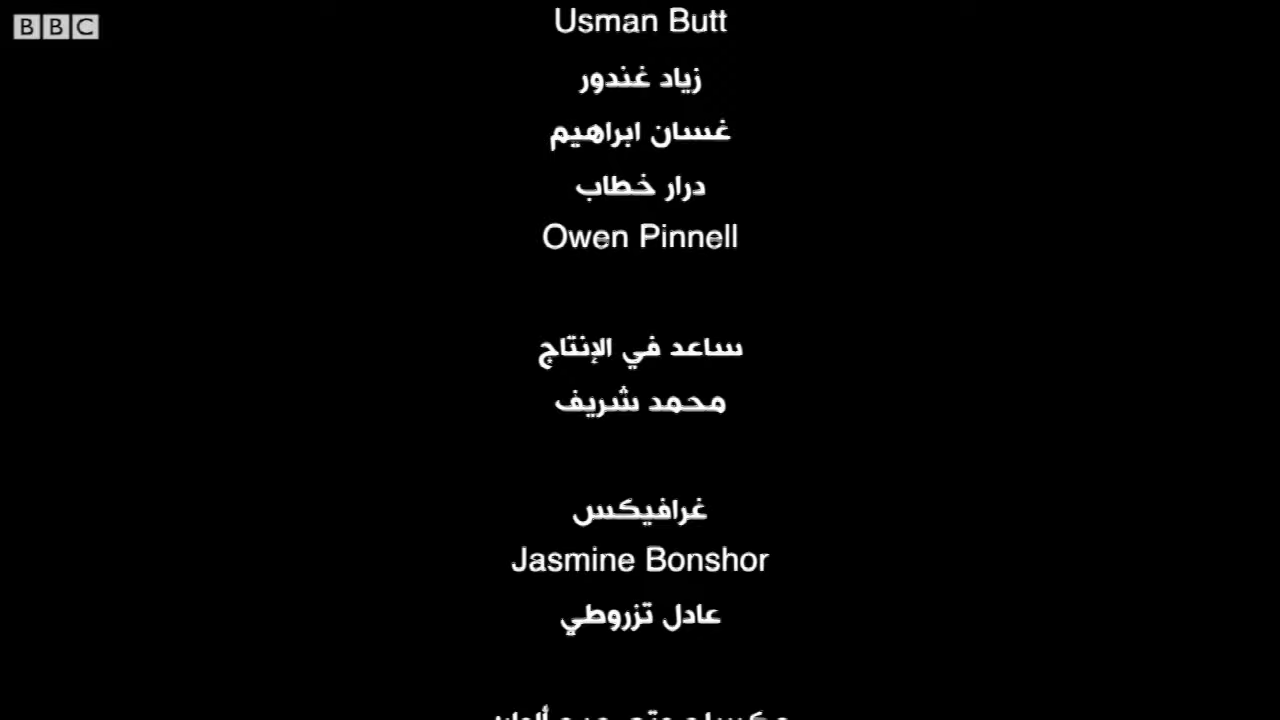 BBC
Usman Butt
زياد غندور
غسان ابراهيم
درار خطاب
Owen Pinnell
ساعد في الإنتاج
محمد شريف
غرافيكس
Jasmine Bonshor
عادل تزروطي